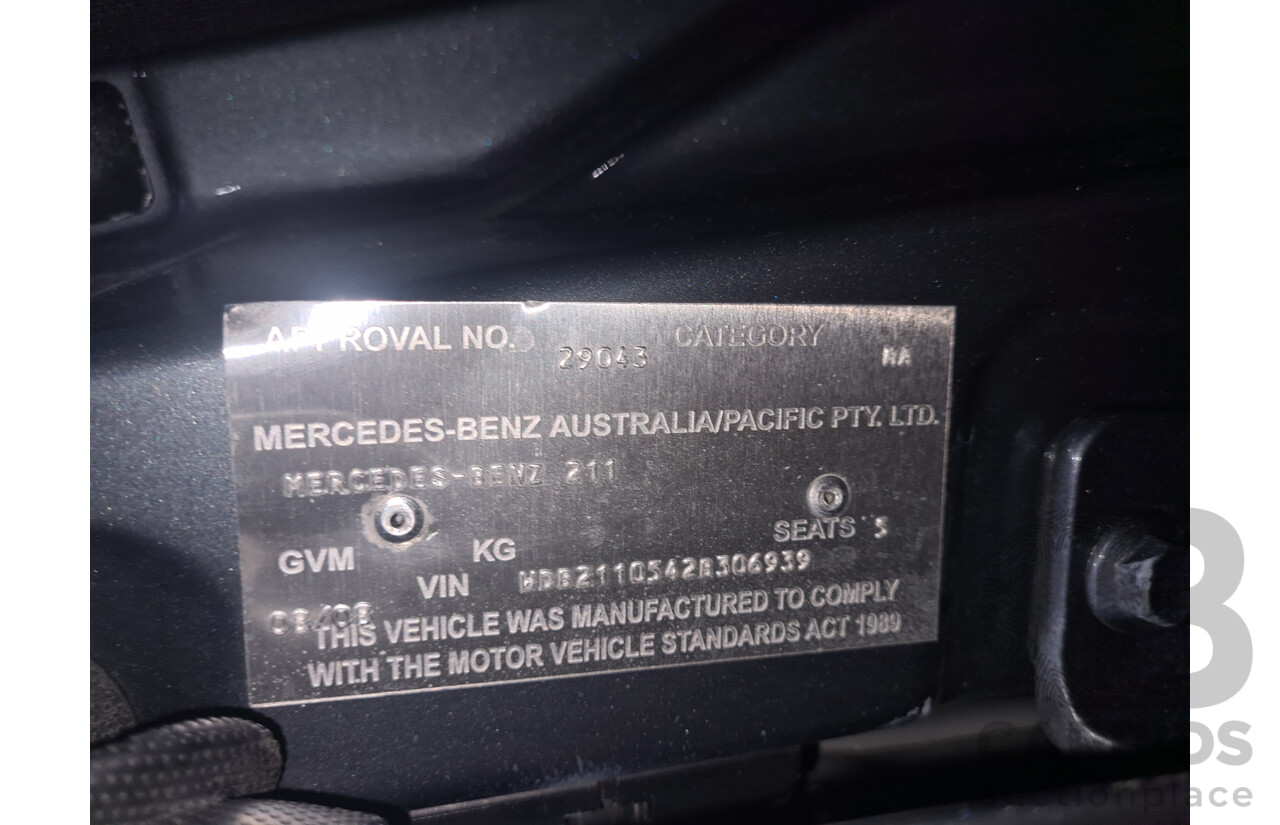 APPROVAL NO. 29043 CATEGORY MA
MERCEDES-BENZ AUSTRALIA/PACIFIC PTY. LTD.
MERCEDES-BENZ 211
GVM KG SEATS 5
VIN WDB2110342B306939
THIS VEHICLE WAS MANUFACTURED TO COMPLY
WITH THE MOTOR VEHICLE STANDARDS ACT 1989